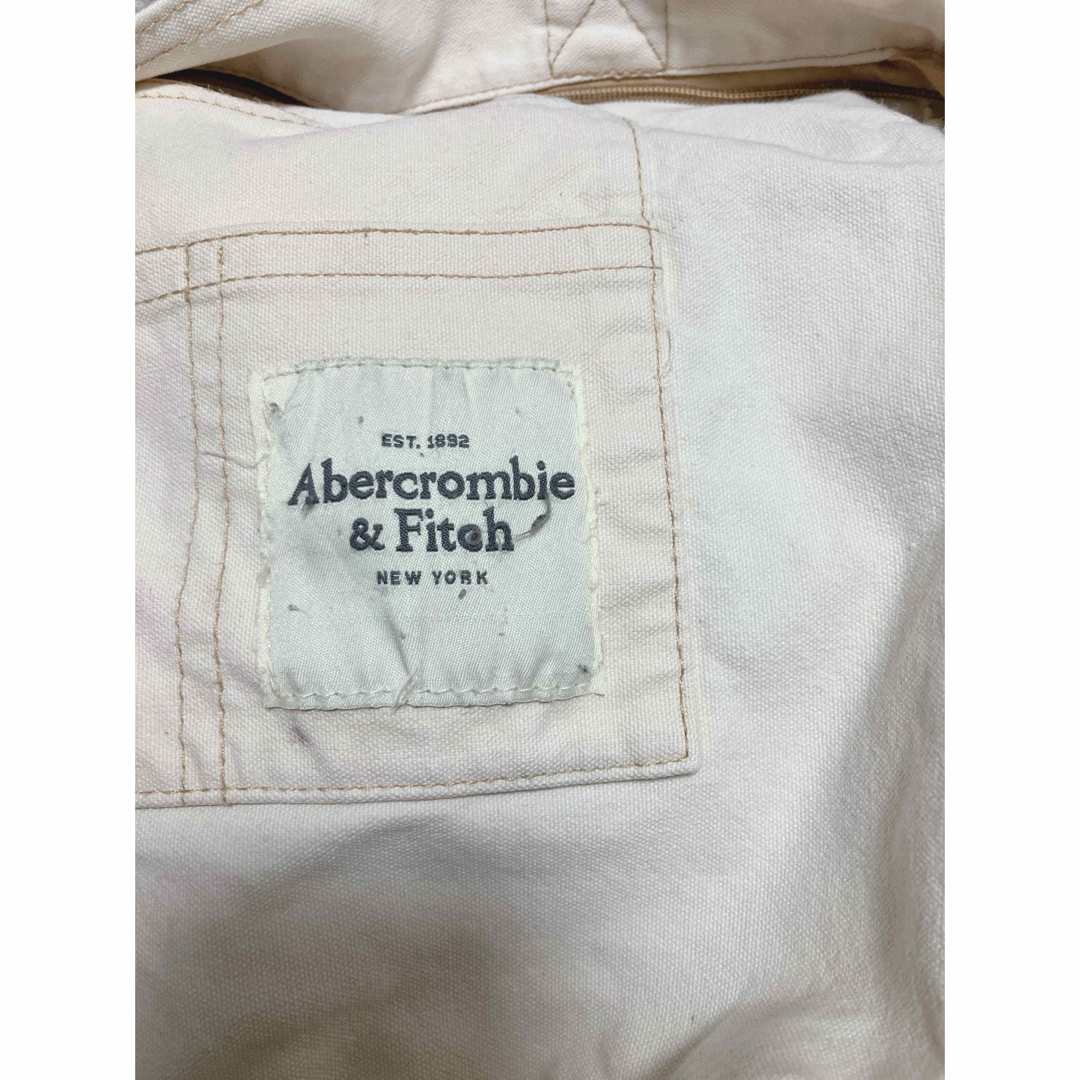 EST. 1892
Abercrombie
& Fitch
NEW YORK